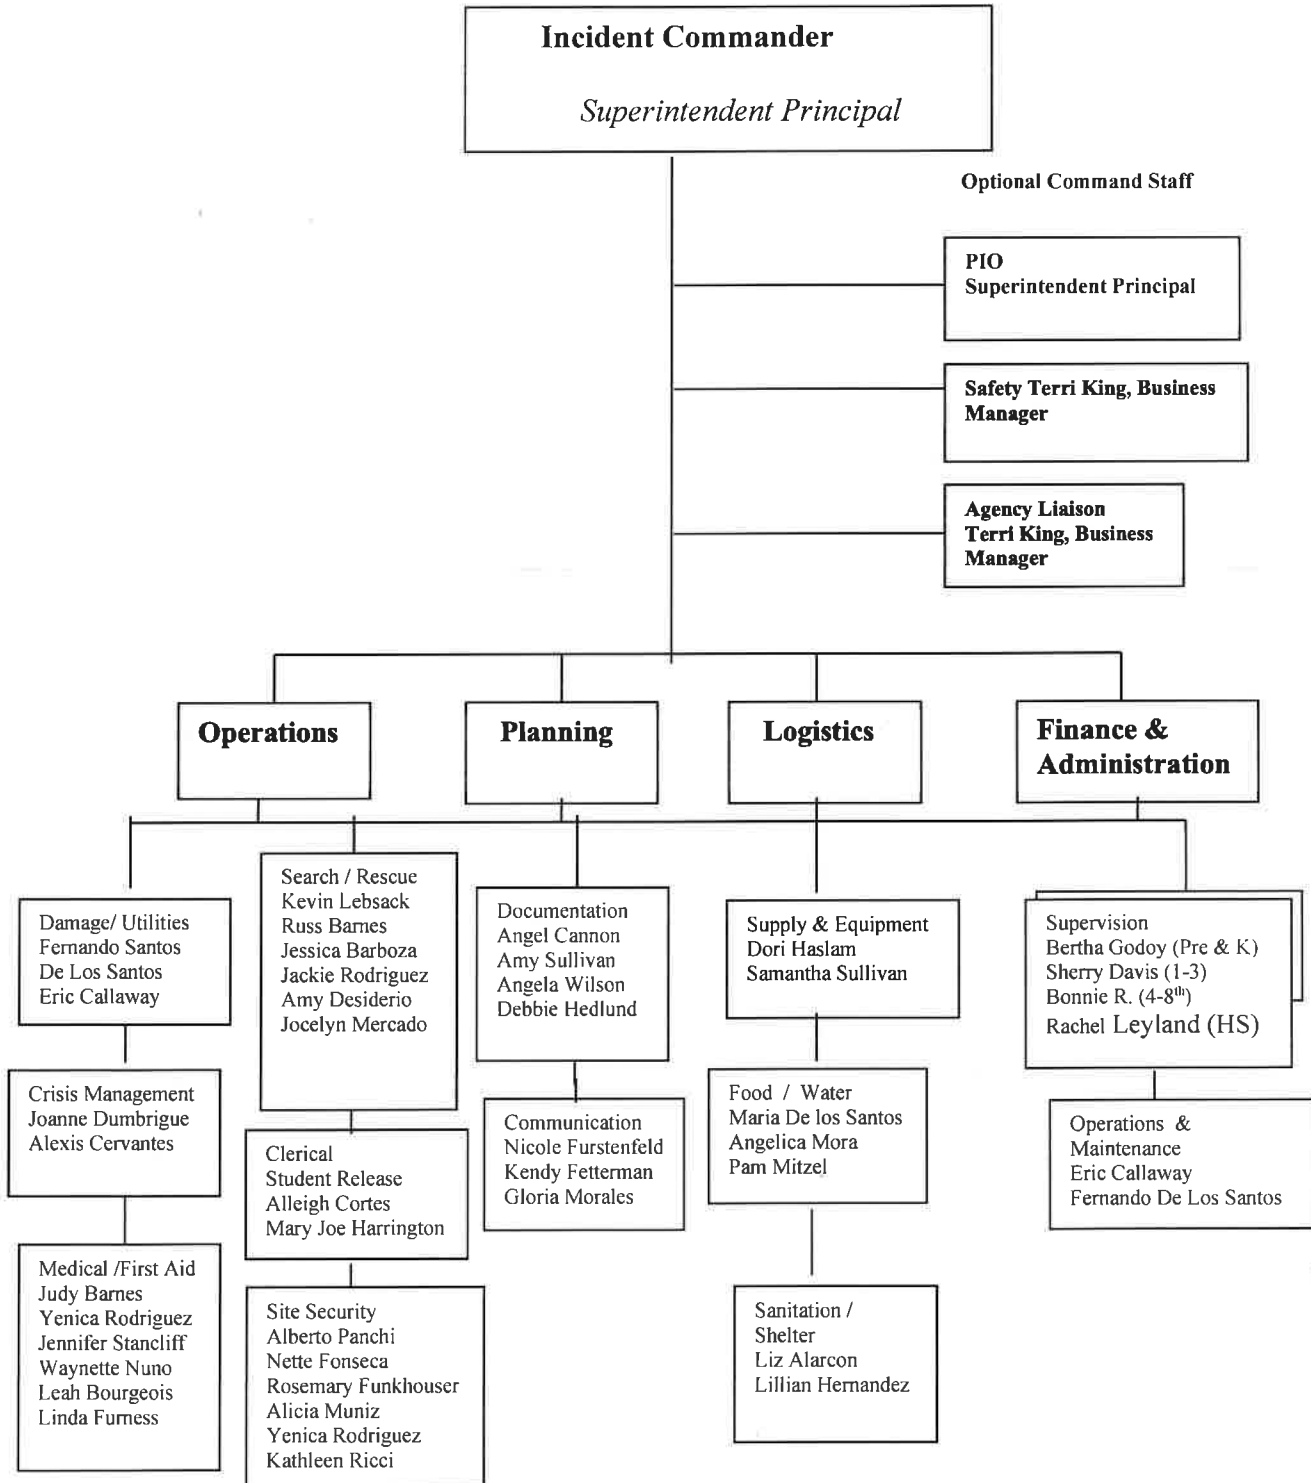 Incident Commander
Superintendent Principal
Optional Command Staff
PIO
Superintendent Principal
Safety Terri King, Business
Manager
Agency Liaison
Terri King, Business
Manager
Operations
Planning
Logistics
Finance &
Administration
Damage/ Utilities
Fernando Santos
De Los Santos
Eric Callaway
Crisis Management
Joanne Dumbrigue
Alexis Cervantes
Medical /First Aid
Judy Barnes
Yenica Rodriguez
Jennifer Stancliff
Waynette Nuno
Leah Bourgeois
Linda Furness
Search / Rescue
Kevin Lebsack
Russ Barnes
Jessica Barboza
Jackie Rodriguez
Amy Desiderio
Jocelyn Mercado
Clerical
Student Release
Alleigh Cortes
Mary Joe Harrington
Site Security
Alberto Panchi
Nette Fonseca
Rosemary Funkhouser
Alicia Muniz
Yenica Rodriguez
Kathleen Ricci
Documentation
Angel Cannon
Amy Sullivan
Angela Wilson
Debbie Hedlund
Communication
Nicole Furstenfeld
Kendy Fetterman
Gloria Morales
Supply & Equipment
Dori Haslam
Samantha Sullivan
Food / Water
Maria De los Santos
Angelica Mora
Pam Mitzel
Sanitation /
Shelter
Liz Alarcon
Lillian Hernandez
Supervision
Bertha Godoy (Pre & K)
Sherry Davis (1-3)
Bonnie R. (4-8th)
Rachel Leyland (HS)
Operations &
Maintenance
Eric Callaway
Fernando De Los Santos